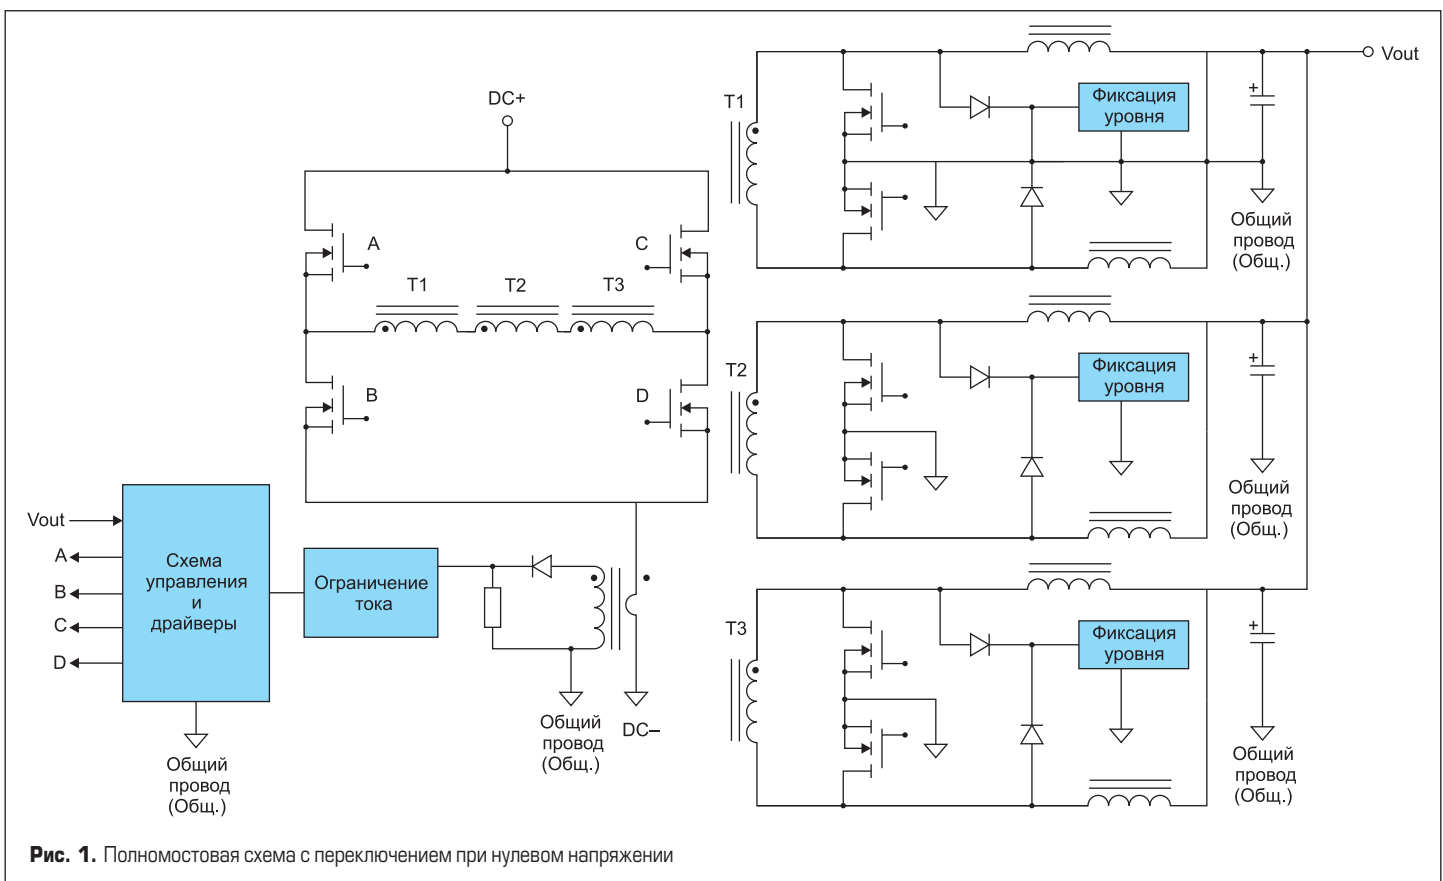 DC+
A
C
T1
T2
T3
B
D
Vout
A
B
C
D
Схема
управления
и
драйверы
Общий
провод
(Общ.)
Ограничение
тока
Общий
провод
(Общ.)
DC–
T1
Фиксация
уровня
Vout
Общий
провод
(Общ.)
T2
Фиксация
уровня
Общий
провод
(Общ.)
T3
Фиксация
уровня
Общий
провод
(Общ.)
+
+
+
Рис. 1. Полномостовая схема с переключением при нулевом напряжении